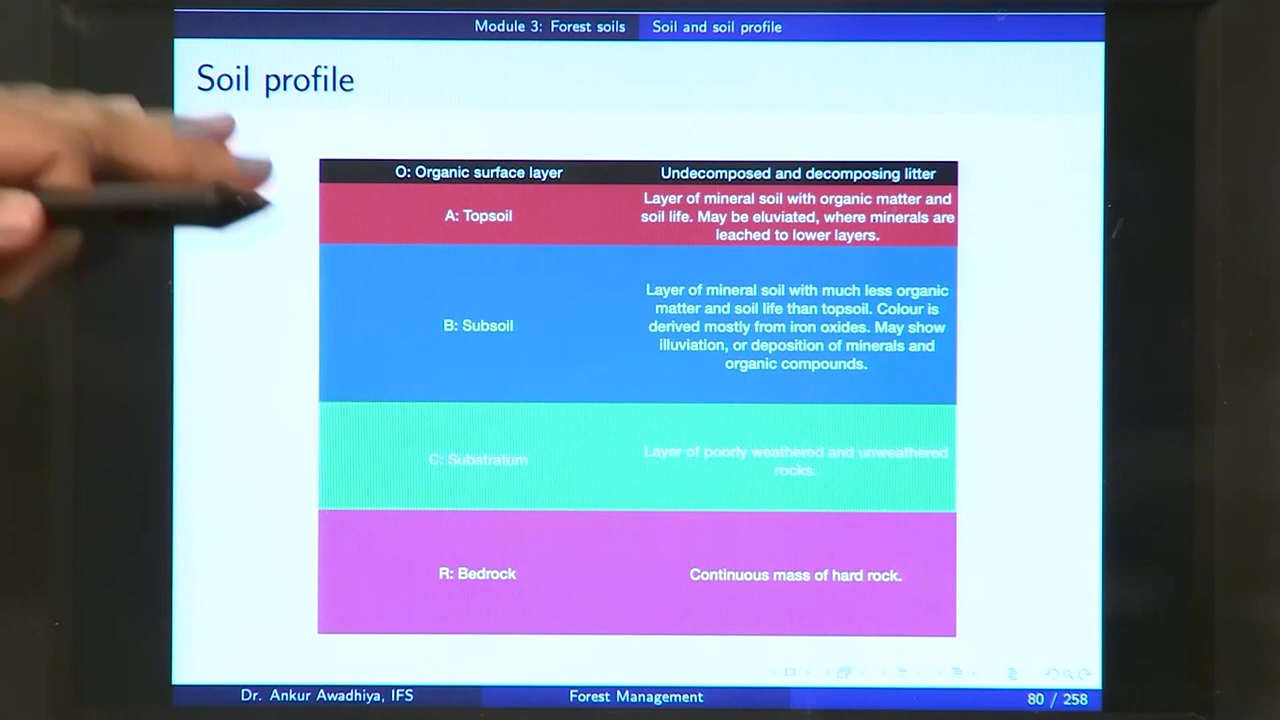 Module 3: Forest soils Soil and soil profile
Soil profile
O: Organic surface layer Undecomposed and decomposing litter
A: Topsoil
Layer of mineral soil with organic matter and
soil life. May be eluviated, where minerals are
leached to lower layers.
B: Subsoil
Layer of mineral soil with much less organic
matter and soil life than topsoil. Colour is
derived mostly from iron oxides. May show
illuviation, or deposition of minerals and
organic compounds.
C: Substratum
Layer of poorly weathered and unweathered
rocks.
R: Bedrock Continuous mass of hard rock.
Dr. Ankur Awadhiya, IFS Forest Management 80 / 258